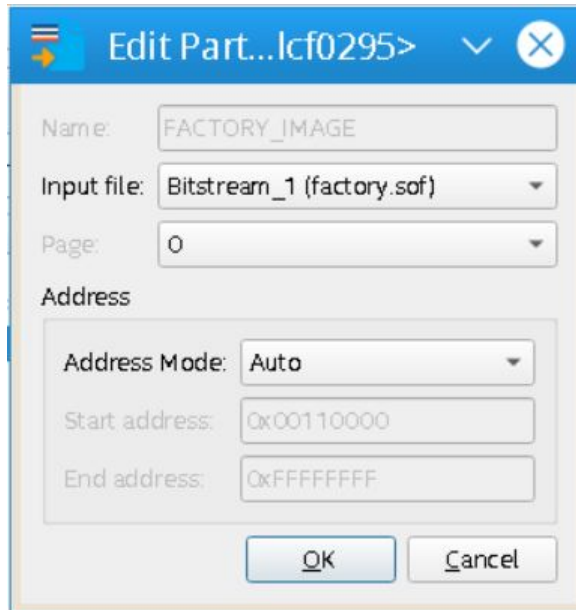 Edit Part...lcf0295>
Name: FACTORY_IMAGE
Input file: Bitstream_1 (factory.sof)
Page: 0
Address
Address Mode: Auto
Start address: 0x00110000
End address: 0xFFFFFFFF
OK Cancel